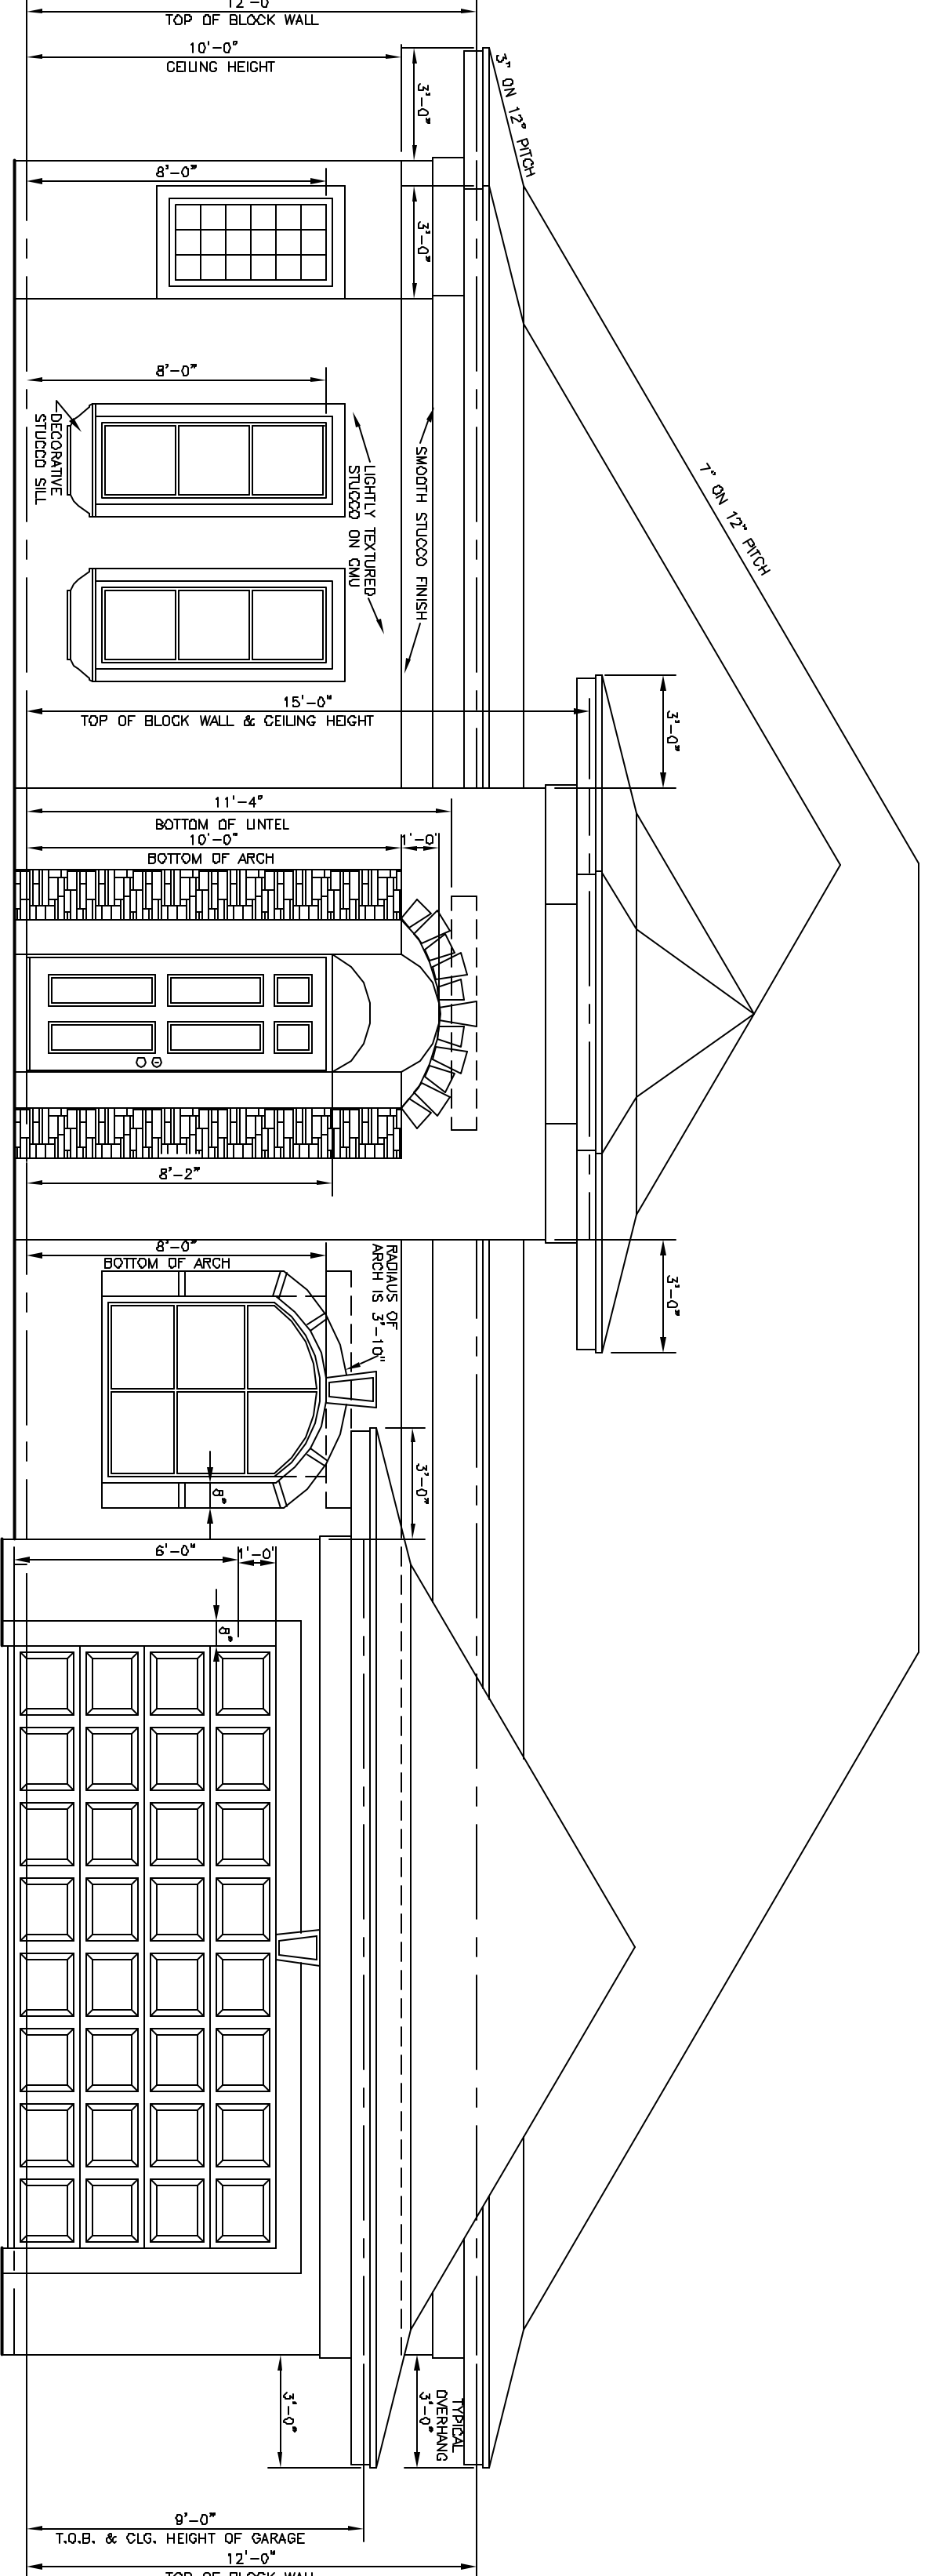 12'-0
TOP OF BLOCK WALL
10'-0"
CEILING HEIGHT
3'-0"
3" ON 12" PITCH
8'-0"
3'-0"
8'-0"
DECORATIVE
STUCCO SILL
LIGHTLY TEXTURED
STUCCO ON CMU
SMOOTH STUCCO FINISH
7" ON 12" PITCH
15'-0"
TOP OF BLOCK WALL & CEILING HEIGHT
3'-0"
11'-4"
BOTTOM OF LINTEL
10'-0"
BOTTOM OF ARCH
1'-0"
8'-2"
8'-0"
BOTTOM OF ARCH
RADIAUS OF
ARCH IS 3'-10"
3'-0"
3'-0"
8"
6'-0"
1'-0"
8"
TYPICAL
OVERHANG
3'-0"
3'-0"
9'-0"
T.O.B. & CLG. HEIGHT OF GARAGE
12'-0"
TOP OF BLOCK WALL